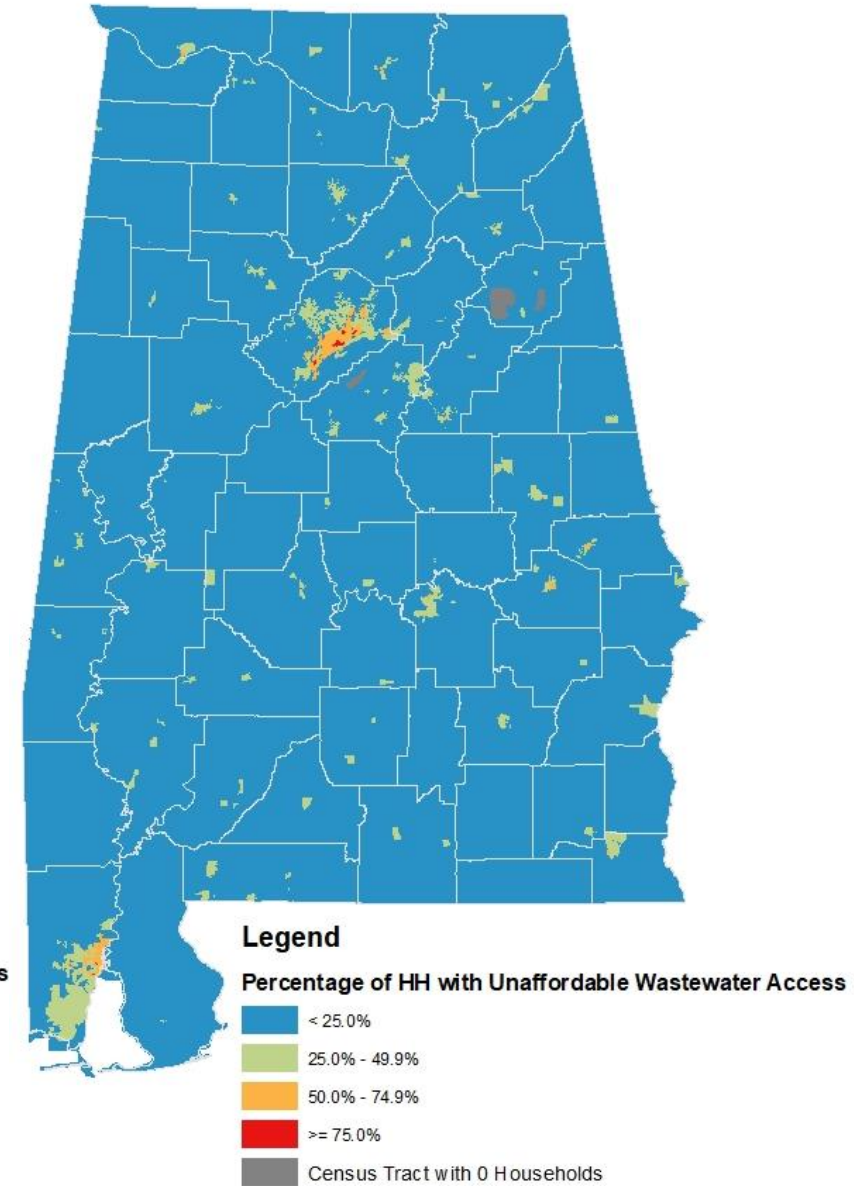 s
Legend
Percentage of HH with Unaffordable Wastewater Access
< 25.0%
25.0% - 49.9%
50.0% - 74.9%
>= 75.0%
Census Tract with 0 Households